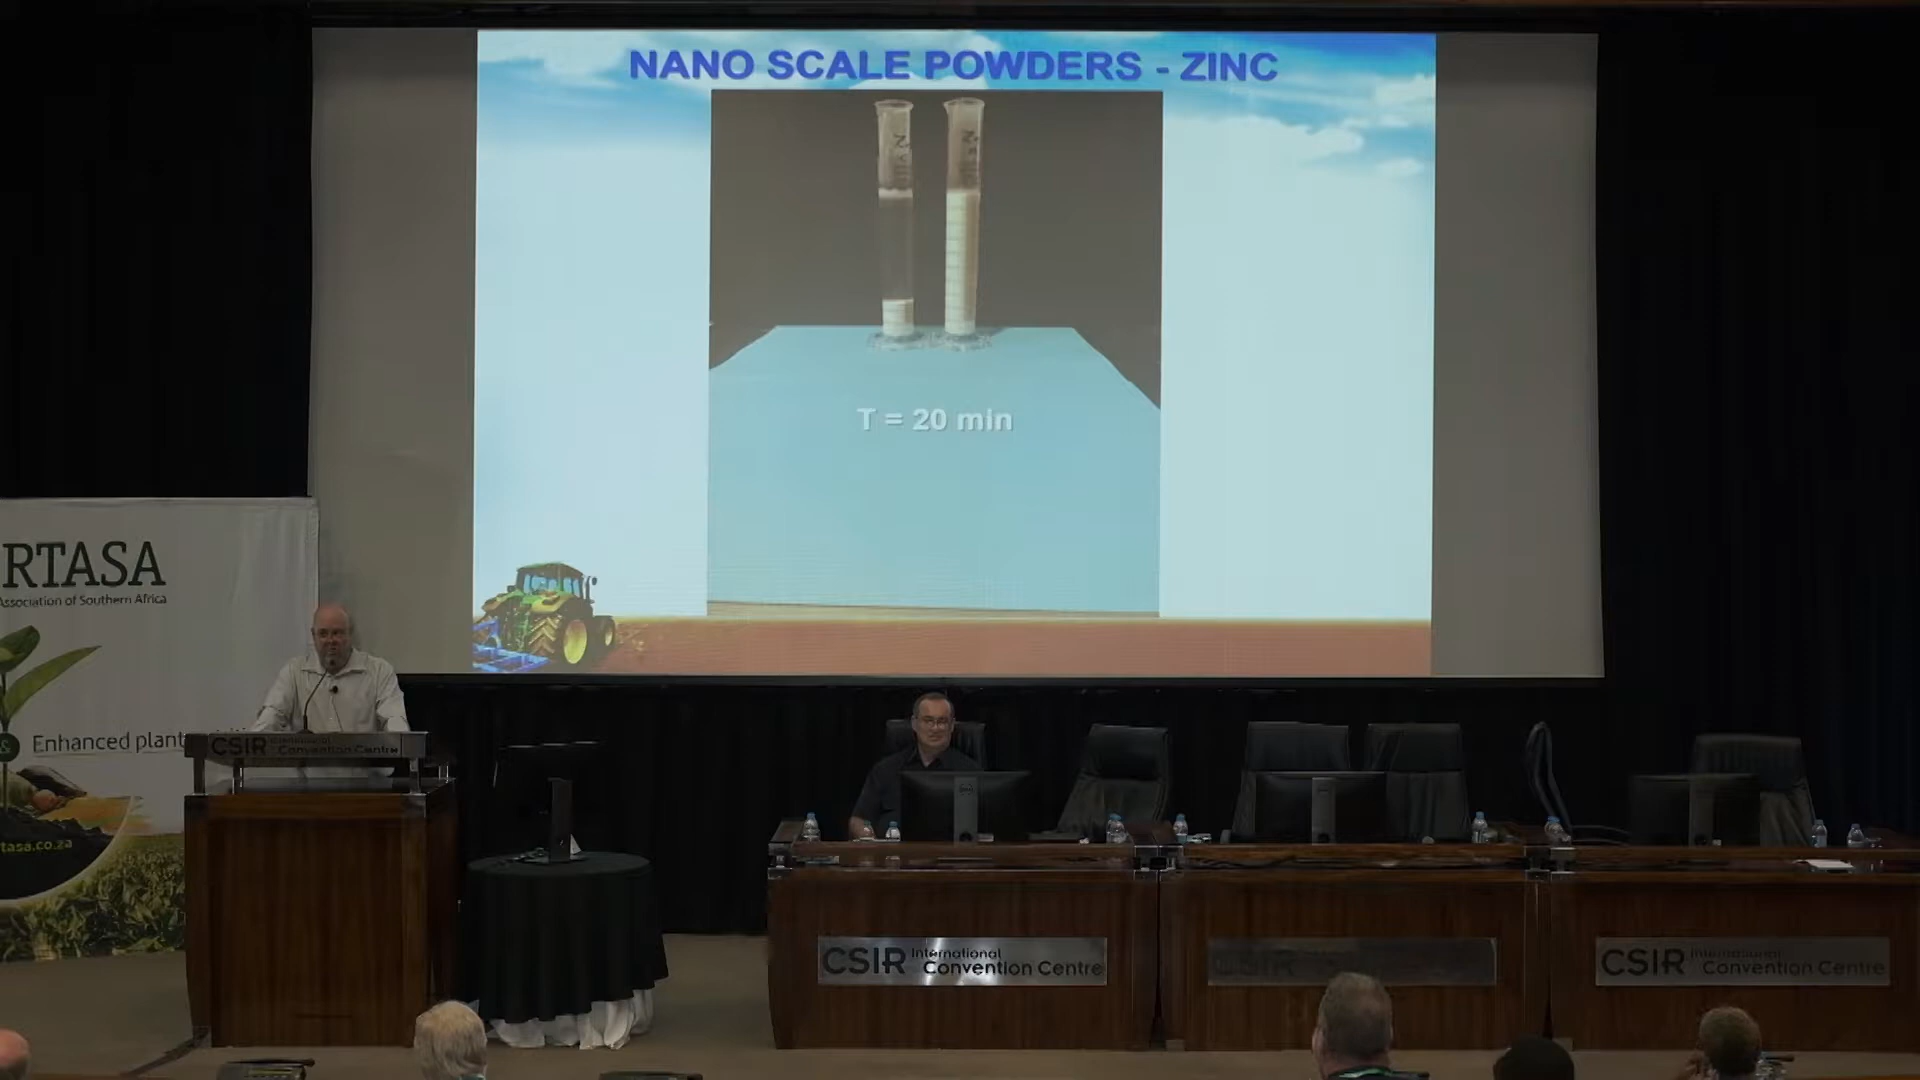 NANO SCALE POWDERS - ZINC
T = 20 min
RTASA
Association of Southern Africa
&
Enhanced plant
tasa.co.za
CSIR International
Convention Centre
CSIR International
Convention Centre
CSIR
CSIR International
Convention Centre